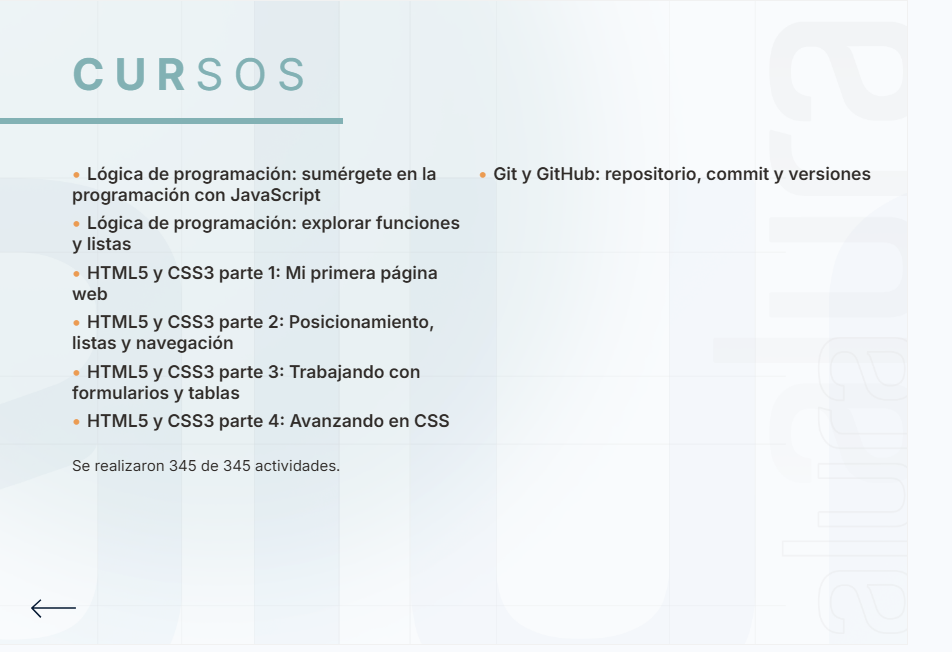 CURSOS
• Lógica de programación: sumérgete en la
programación con JavaScript
• Lógica de programación: explorar funciones
y listas
• HTML5 y CSS3 parte 1: Mi primera página
web
• HTML5 y CSS3 parte 2: Posicionamiento,
listas y navegación
• HTML5 y CSS3 parte 3: Trabajando con
formularios y tablas
• HTML5 y CSS3 parte 4: Avanzando en CSS
• Git y GitHub: repositorio, commit y versiones
Se realizaron 345 de 345 actividades.
alura
alura